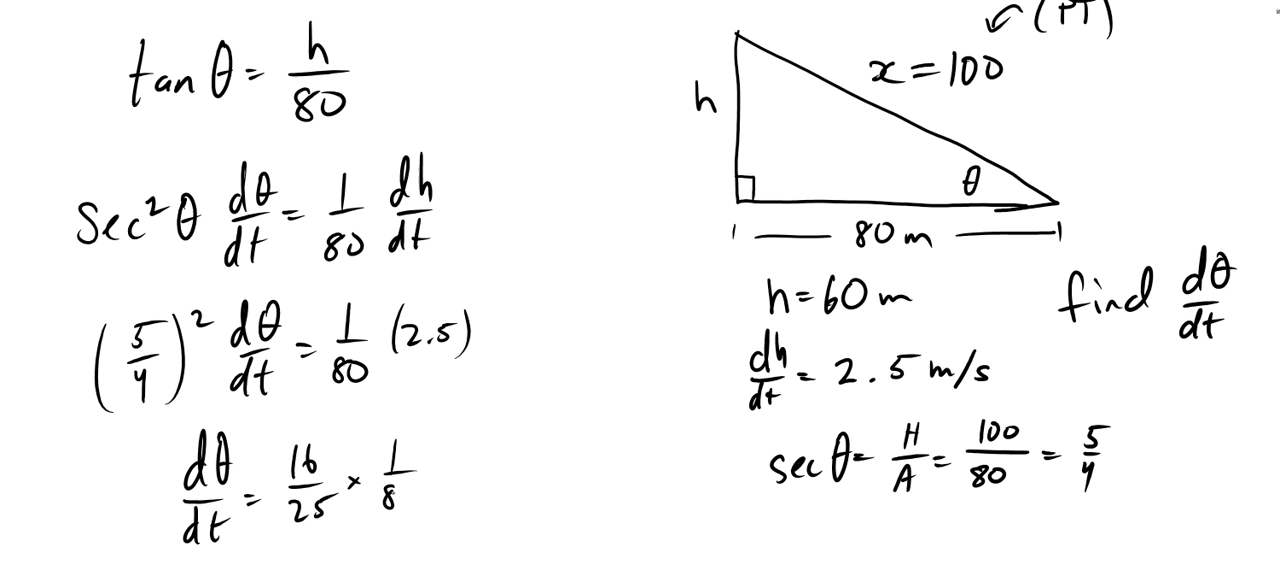 tan θ = h/80
sec² θ dθ/dt = 1/80 dh/dt
(5/4)² dθ/dt = 1/80 (2.5)
dθ/dt = 16/25 × 1/8
(PT)
x = 100
h
θ
80 m
h = 60 m
find dθ/dt
dh/dt = 2.5 m/s
sec θ = H/A = 100/80 = 5/4